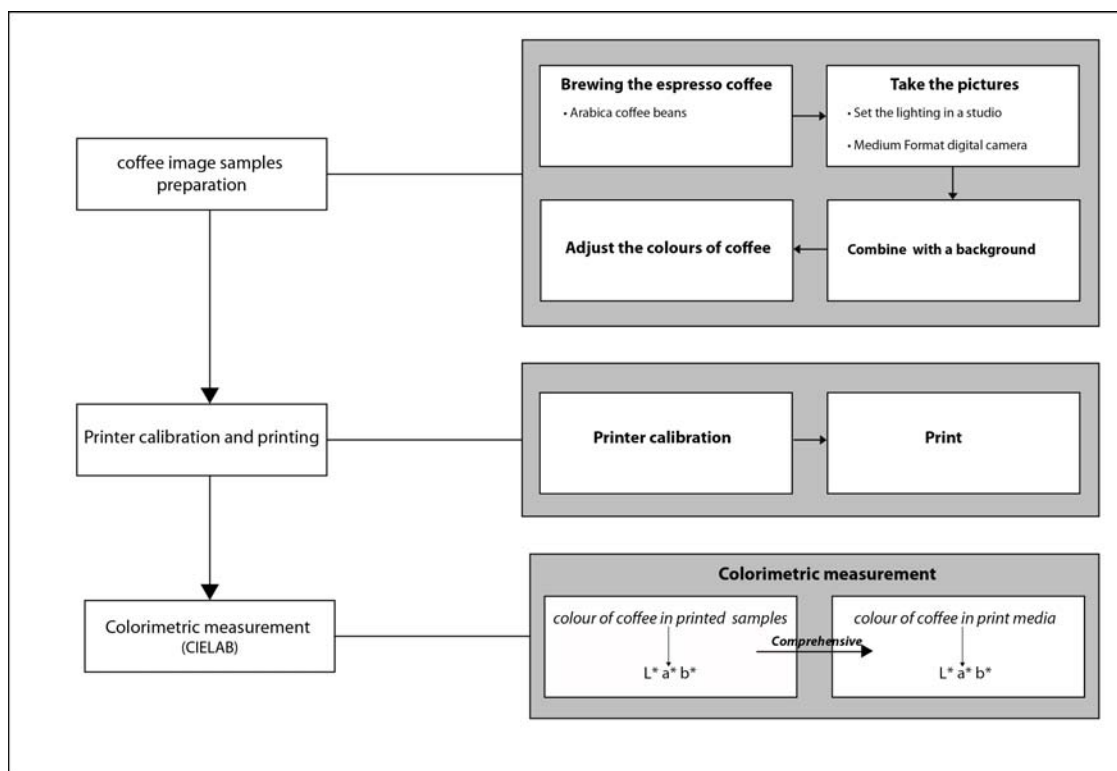 coffee image samples
preparation
Brewing the espresso coffee
• Arabica coffee beans
Take the pictures
• Set the lighting in a studio
• Medium Format digital camera
Adjust the colours of coffee
Combine with a background
Printer calibration and printing
Printer calibration
Print
Colorimetric measurement
(CIELAB)
Colorimetric measurement
colour of coffee in printed samples
L* a* b*
Comprehensive
colour of coffee in print media
L* a* b*